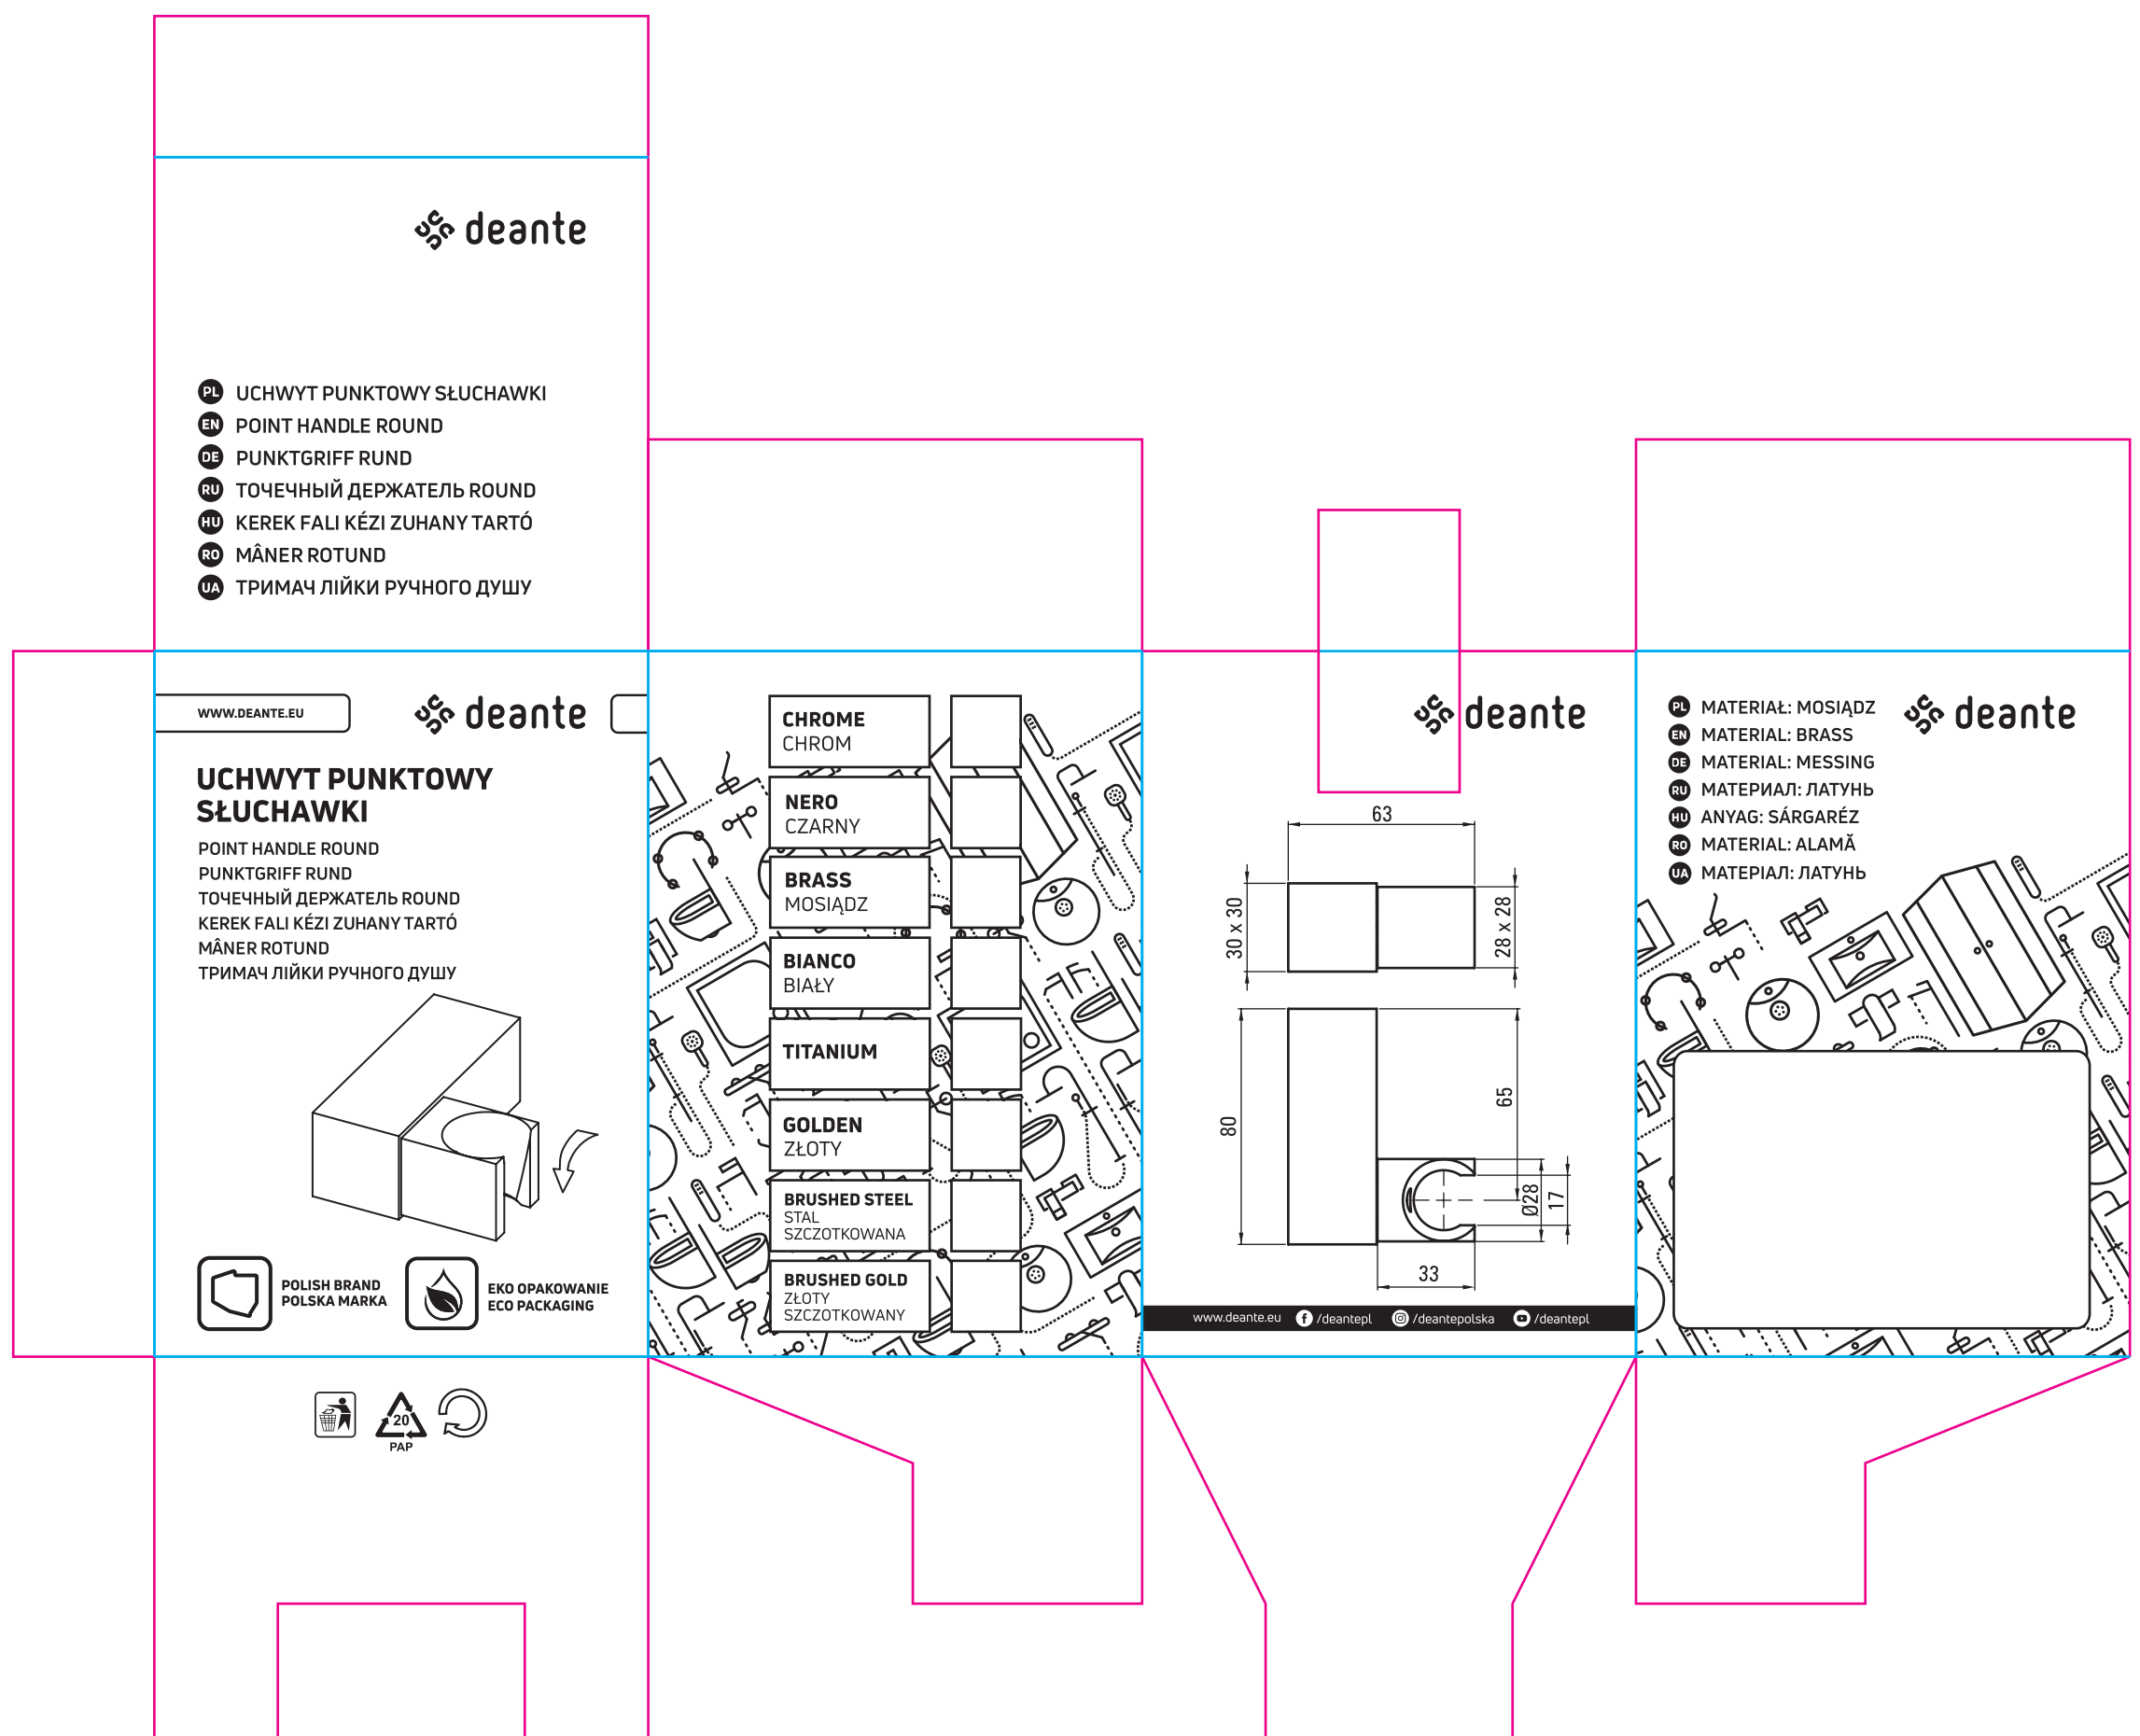 deante
PL UCHWYT PUNKTOWY SŁUCHAWKI
EN POINT HANDLE ROUND
DE PUNKTGRIFF RUND
RU ТОЧЕЧНЫЙ ДЕРЖАТЕЛЬ ROUND
HU KEREK FALI KÉZI ZUHANY TARTÓ
RO MÂNER ROTUND
UA ТРИМАЧ ЛІЙКИ РУЧНОГО ДУШУ
WWW.DEANTE.EU
deante
UCHWYT PUNKTOWY
SŁUCHAWKI
POINT HANDLE ROUND
PUNKTGRIFF RUND
ТОЧЕЧНЫЙ ДЕРЖАТЕЛЬ ROUND
KEREK FALI KÉZI ZUHANY TARTÓ
MÂNER ROTUND
ТРИМАЧ ЛІЙКИ РУЧНОГО ДУШУ
POLISH BRAND
POLSKA MARKA
EKO OPAKOWANIE
ECO PACKAGING
20
PAP
CHROME
CHROM
NERO
CZARNY
BRASS
MOSIĄDZ
BIANCO
BIAŁY
TITANIUM
GOLDEN
ZŁOTY
BRUSHED STEEL
STAL
SZCZOTKOWANA
BRUSHED GOLD
ZŁOTY
SZCZOTKOWANY
deante
63
30 x 30
28 x 28
80
65
Ø28
17
33
www.deante.eu /deantepl /deantepolska /deantepl
deante
PL MATERIAŁ: MOSIĄDZ
EN MATERIAL: BRASS
DE MATERIAL: MESSING
RU МАТЕРИАЛ: ЛАТУНЬ
HU ANYAG: SÁRGARÉZ
RO MATERIAL: ALAMĂ
UA МАТЕРІАЛ: ЛАТУНЬ